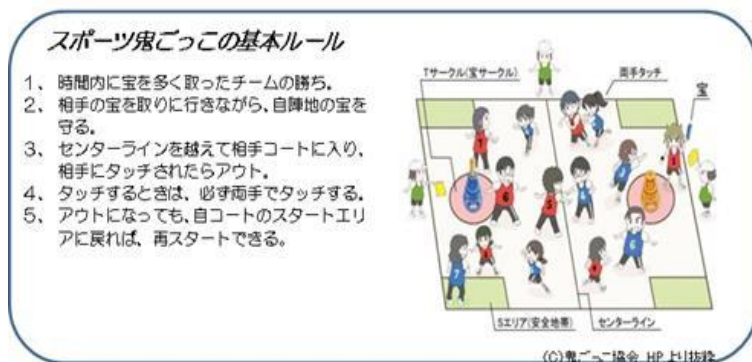 スポーツ鬼ごっこの基本ルール
1、 時間内に宝を多く取ったチームの勝ち。
2、 相手の宝を取りに行きながら、自陣地の宝を
守る。
3、 センターラインを越えて相手コートに入り、
相手にタッチされたらアウト。
4、 タッチするときは、必ず両手でタッチする。
5、 アウトになっても、自コートのスタートエリ
アに戻れば、再スタートできる。
Tサークル(宝サークル)
両手タッチ
宝
6
5
6
7
Sエリア(安全地帯)
センターライン
(C)鬼ごっこ協会 HPより抜粋